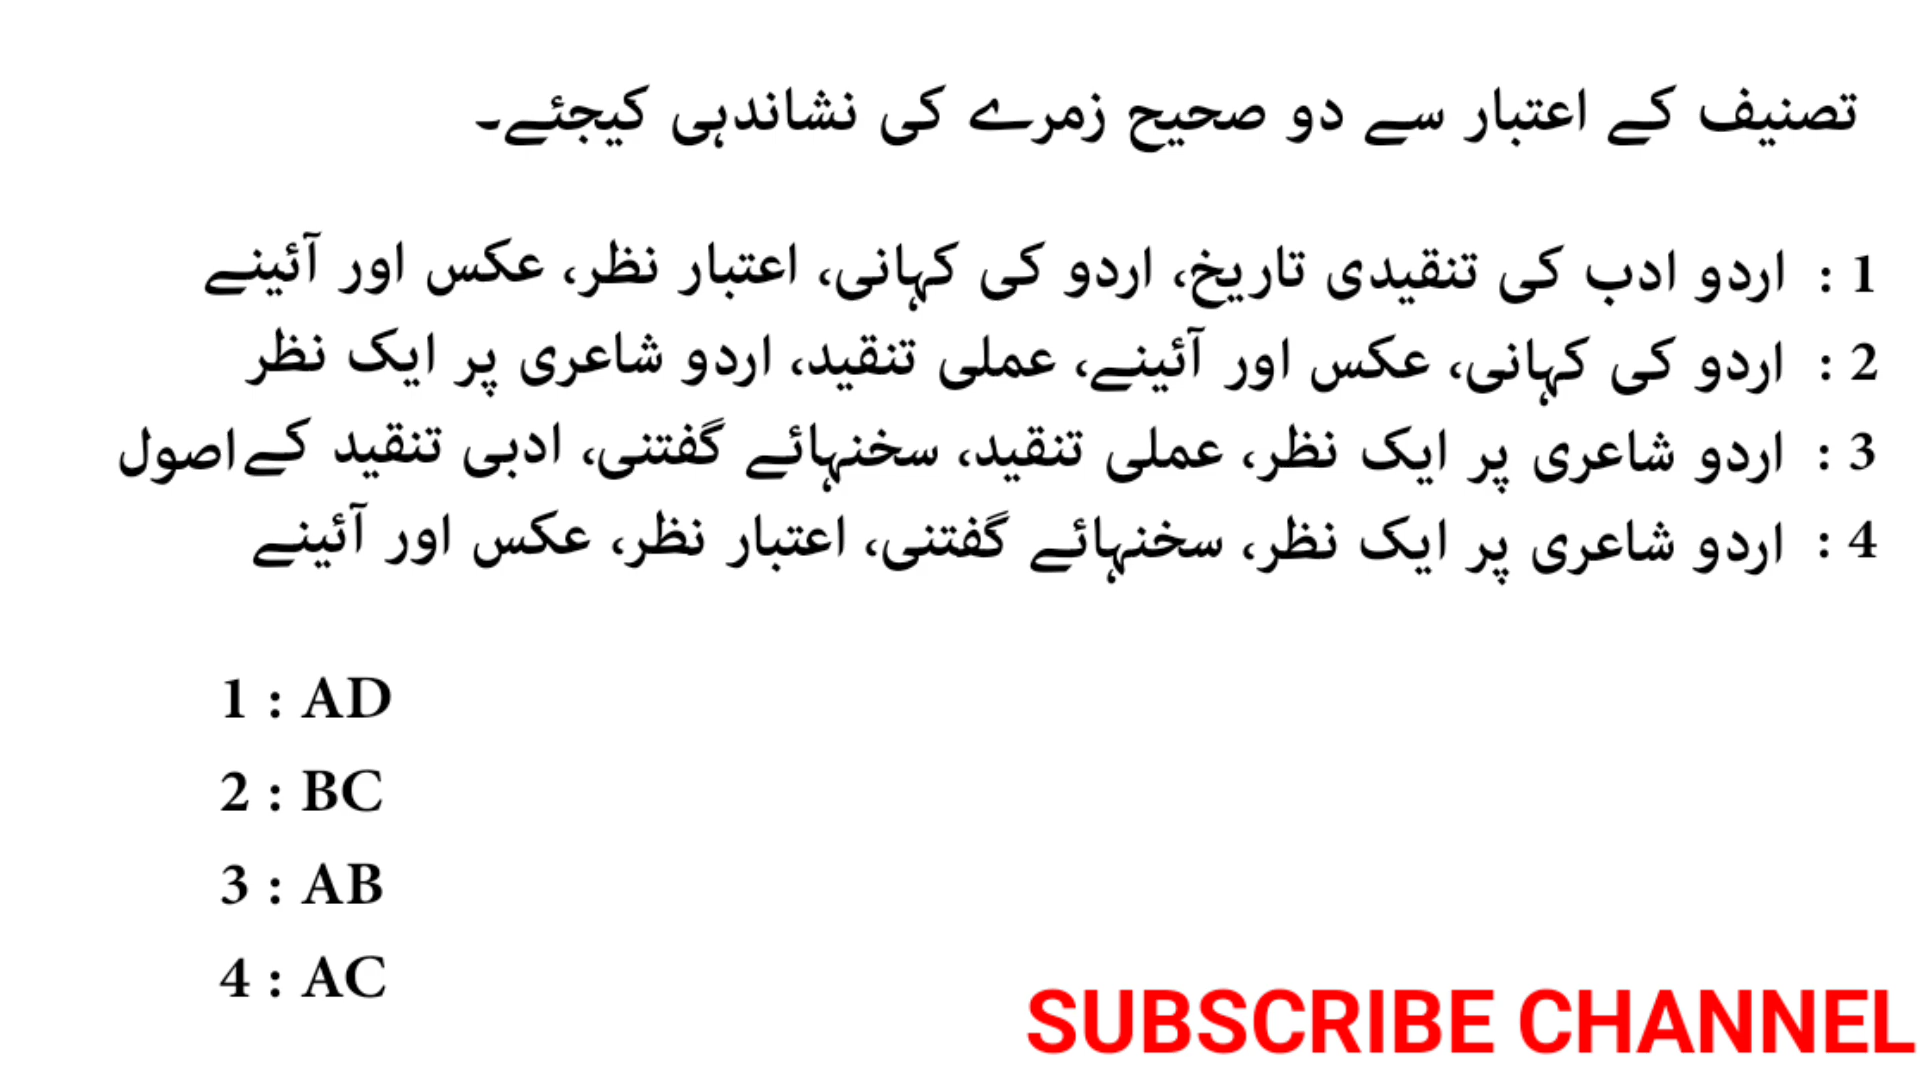 تصنیف کے اعتبار سے دو صحیح زمرے کی نشاندہی کیجئے۔
1 : اردو ادب کی تنقیدی تاریخ، اردو کی کہانی، اعتبار نظر، عکس اور آئینے
2 : اردو کی کہانی، عکس اور آئینے، عملی تنقید، اردو شاعری پر ایک نظر
3 : اردو شاعری پر ایک نظر، عملی تنقید، سخنہائے گفتنی، ادبی تنقید کے اصول
4 : اردو شاعری پر ایک نظر، سخنہائے گفتنی، اعتبار نظر، عکس اور آئینے
1 : AD
2 : BC
3 : AB
4 : AC
SUBSCRIBE CHANNEL